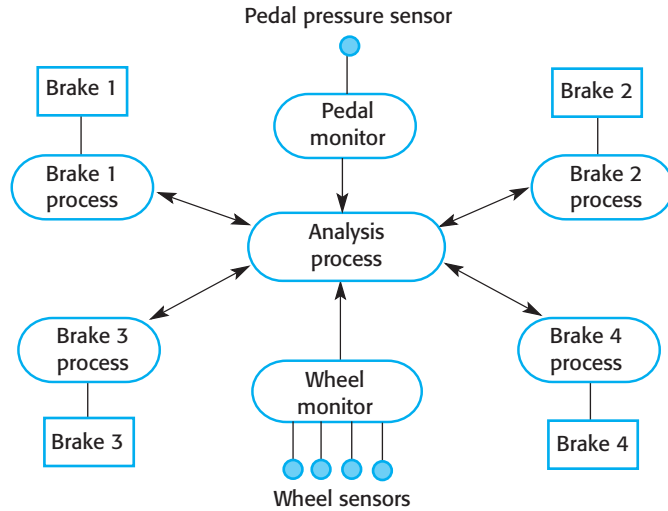 Pedal pressure sensor
Brake 1
Brake 2
Pedal
monitor
Brake 1
process
Brake 2
process
Analysis
process
Brake 3
process
Brake 4
process
Wheel
monitor
Brake 3
Brake 4
Wheel sensors